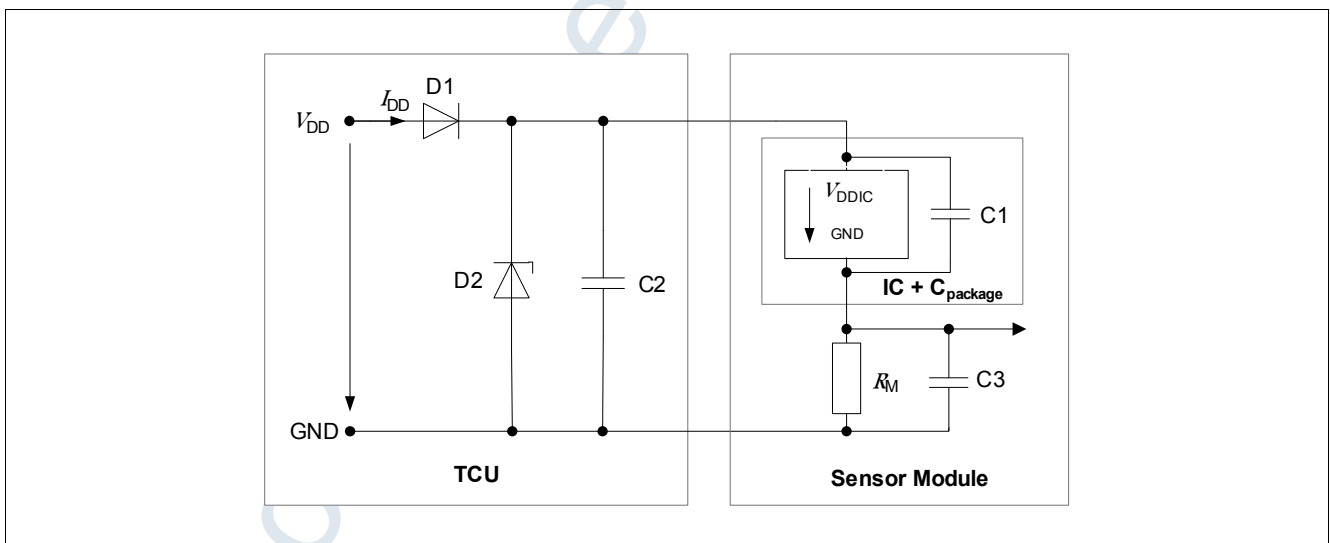 D1
I_DD
V_DD
V_DDIC
C1
GND
D2
C2
IC + C_package
R_M
C3
GND
TCU
Sensor Module